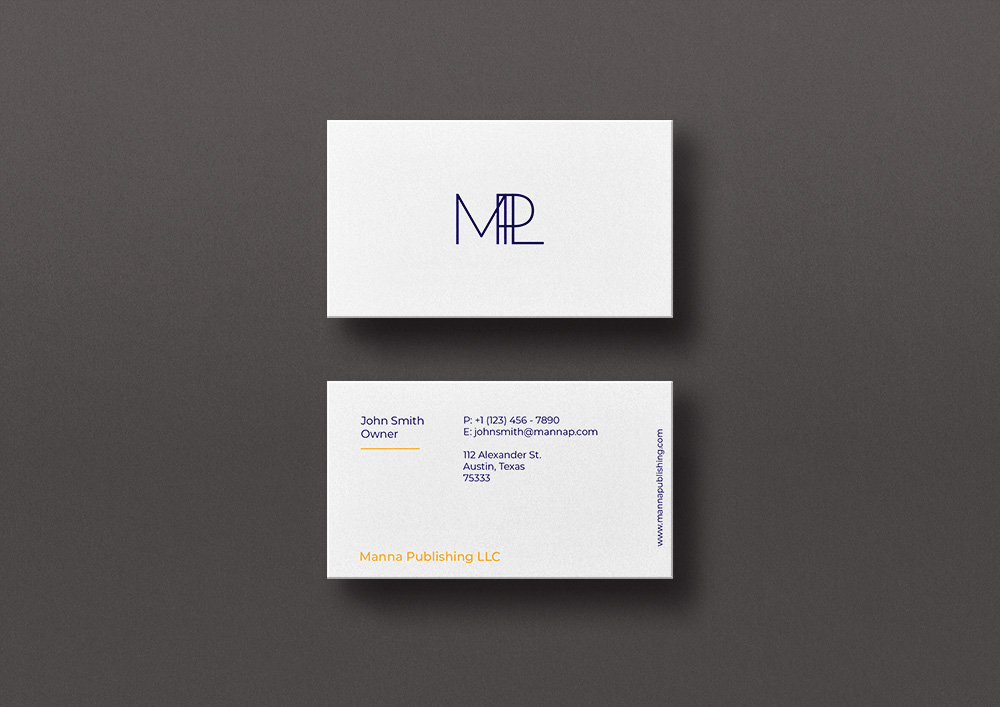 MPL
John Smith
Owner
P: +1 (123) 456 - 7890
E: johnsmith@mannap.com
112 Alexander St.
Austin, Texas
75333
www.mannapublishing.com
Manna Publishing LLC